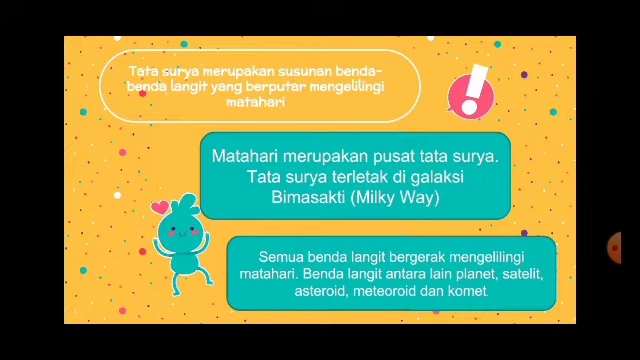 Tata surya merupakan susunan benda-
benda langit yang berputar mengelilingi
matahari
Matahari merupakan pusat tata surya.
Tata surya terletak di galaksi
Bimasakti (Milky Way)
Semua benda langit bergerak mengelilingi
matahari. Benda langit antara lain planet, satelit,
asteroid, meteoroid dan komet